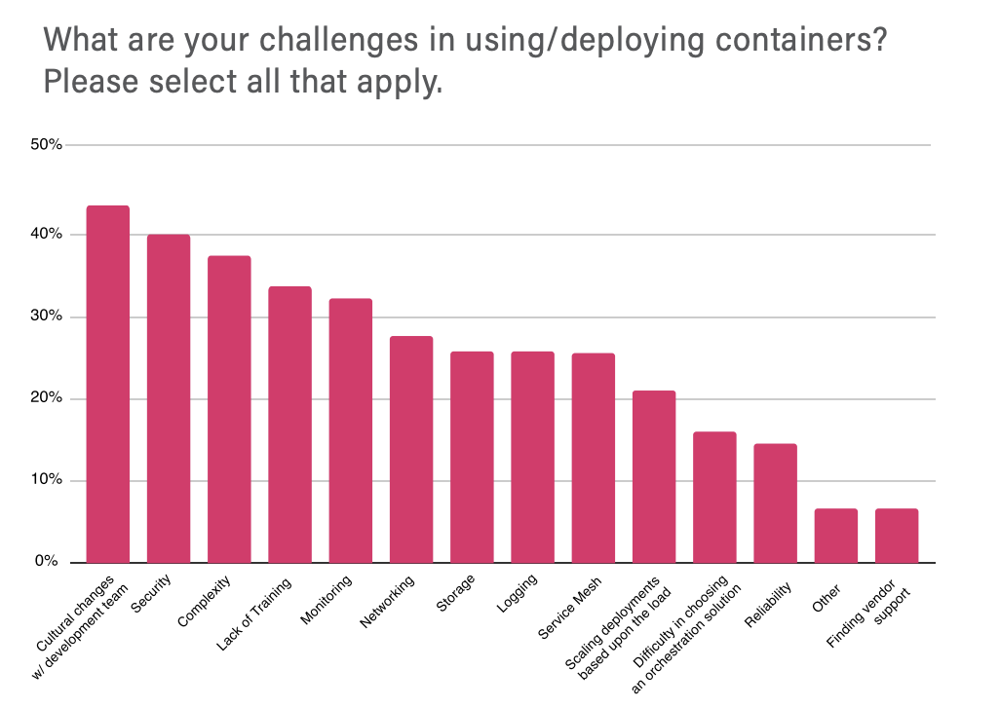 What are your challenges in using/deploying containers?
Please select all that apply.
50%
40%
30%
20%
10%
0%
Cultural changes
w/ development team
Security
Complexity
Lack of Training
Monitoring
Networking
Storage
Logging
Service Mesh
Scaling deployments
based upon the load
Difficulty in choosing
an orchestration solution
Reliability
Other
Finding vendor
support